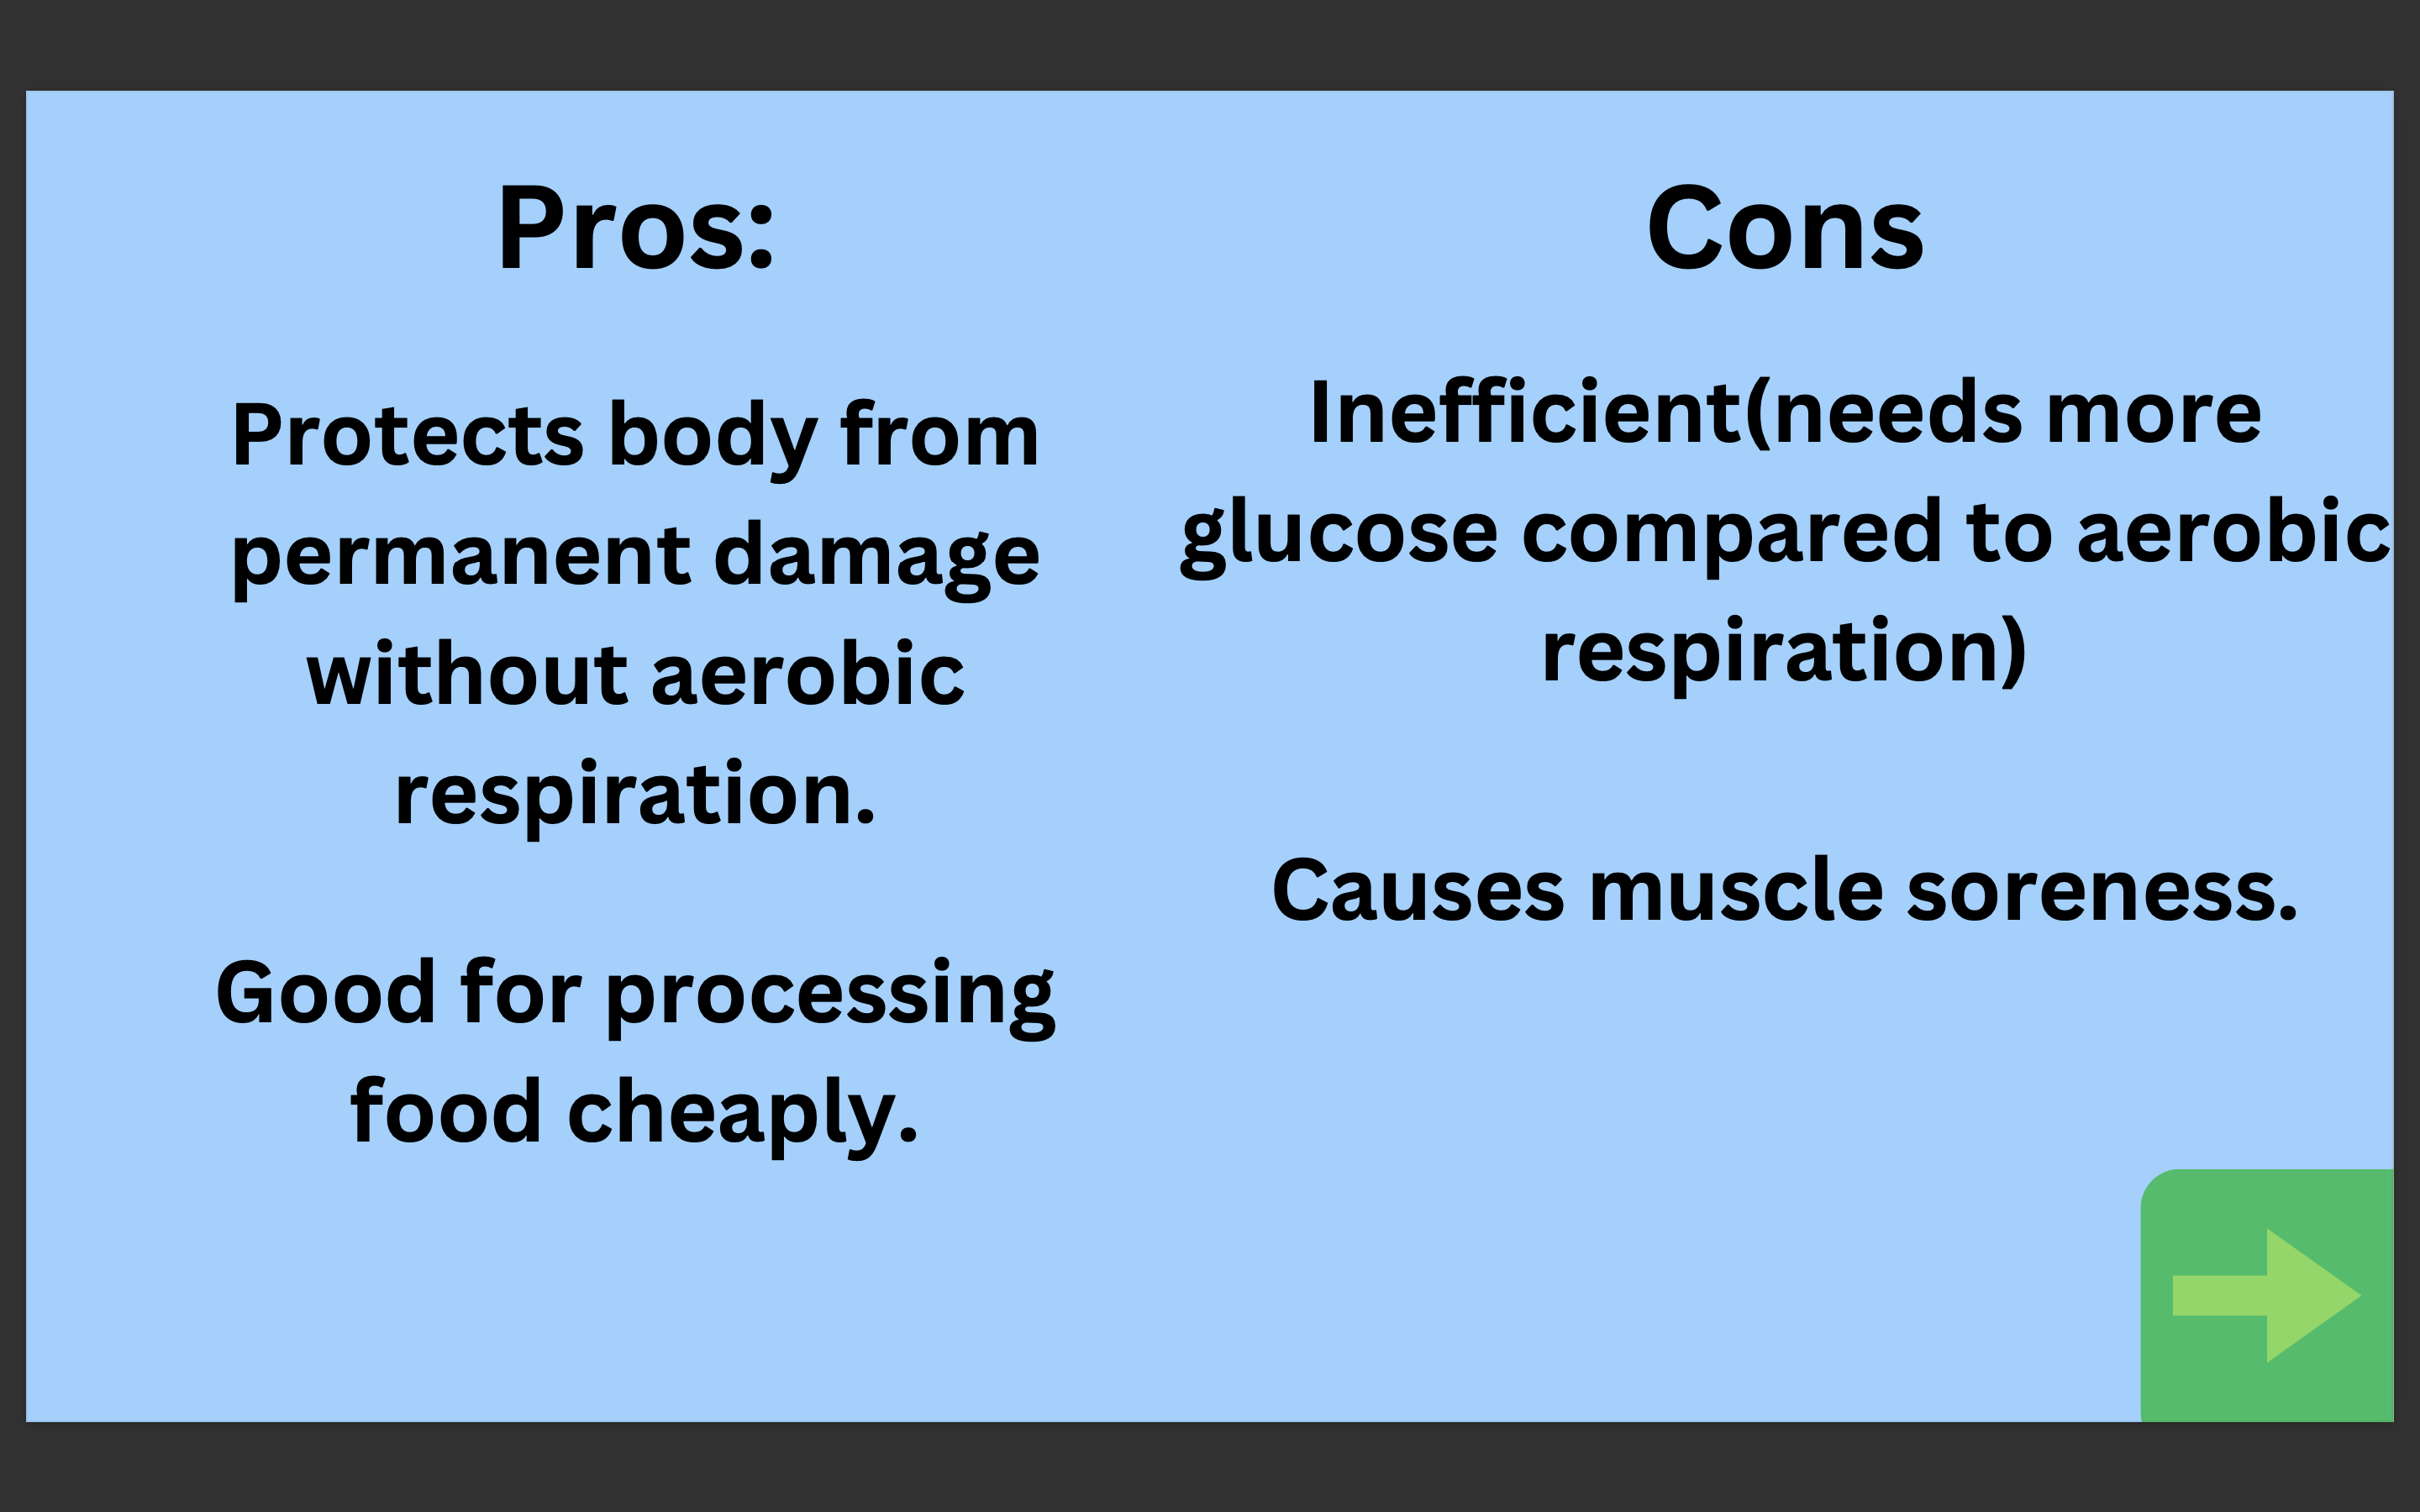 Pros:
Protects body from
permanent damage
without aerobic
respiration.
Good for processing
food cheaply.
Cons
Inefficient(needs more
glucose compared to aerobic
respiration)
Causes muscle soreness.